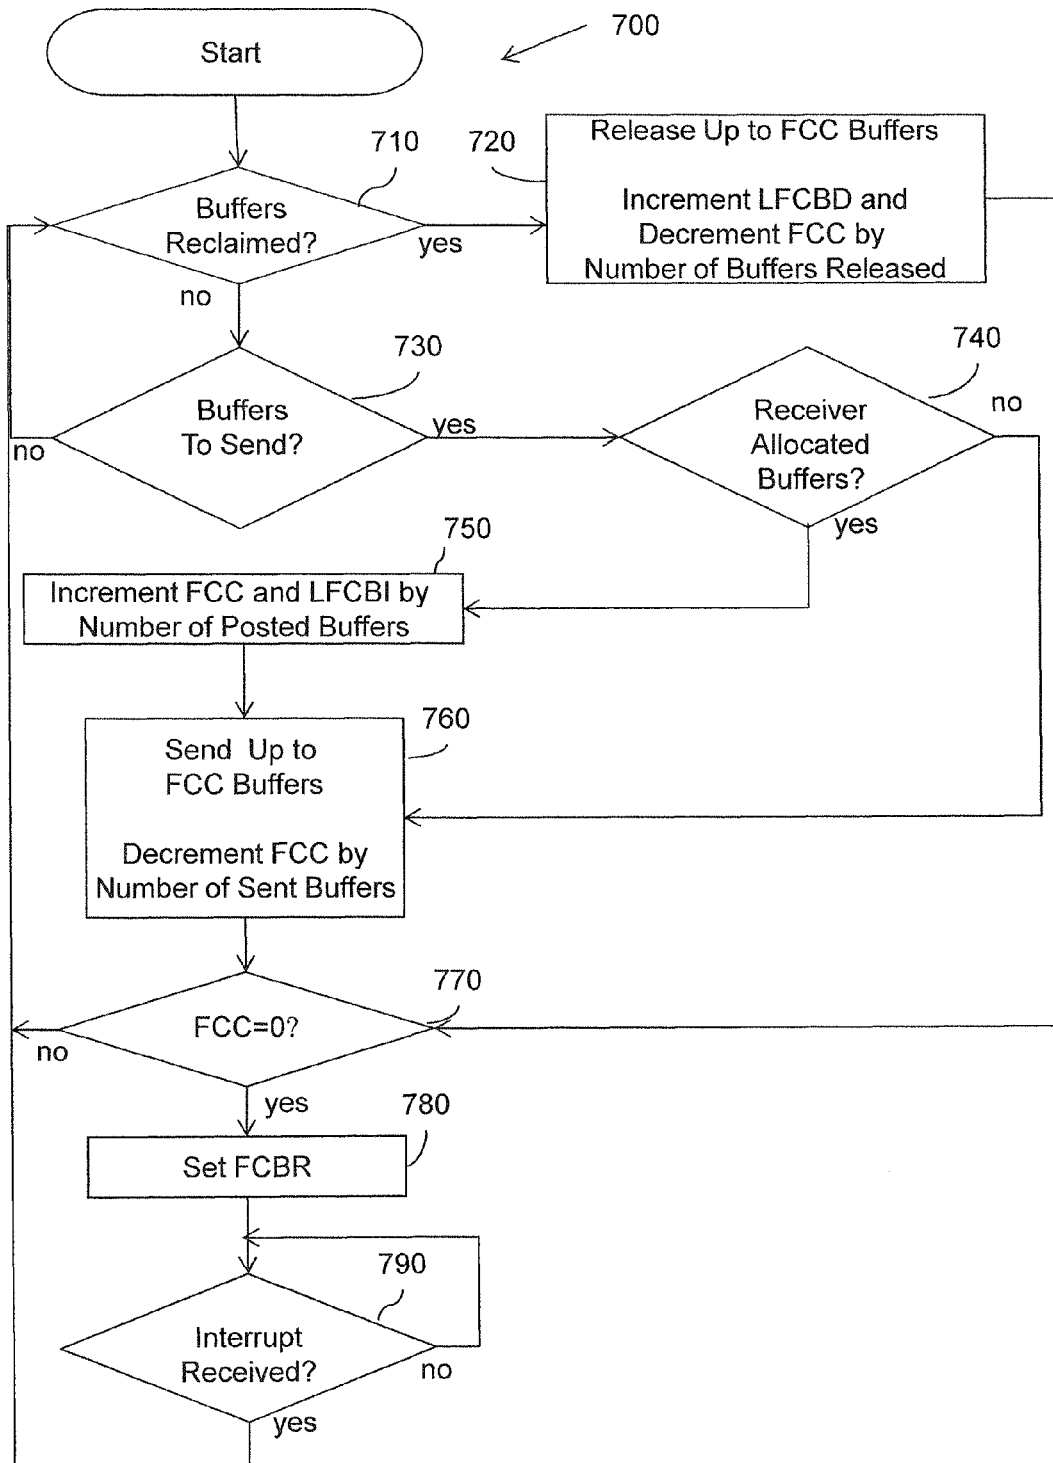 700
Start
710
720
Release Up to FCC Buffers
Increment LFCBD and
Decrement FCC by
Number of Buffers Released
Buffers
Reclaimed?
yes
no
730
740
Buffers
To Send?
yes
no
Receiver
Allocated
Buffers?
no
yes
750
Increment FCC and LFCBI by
Number of Posted Buffers
760
Send Up to
FCC Buffers
Decrement FCC by
Number of Sent Buffers
770
FCC=0?
no
yes
780
Set FCBR
790
Interrupt
Received?
no
yes